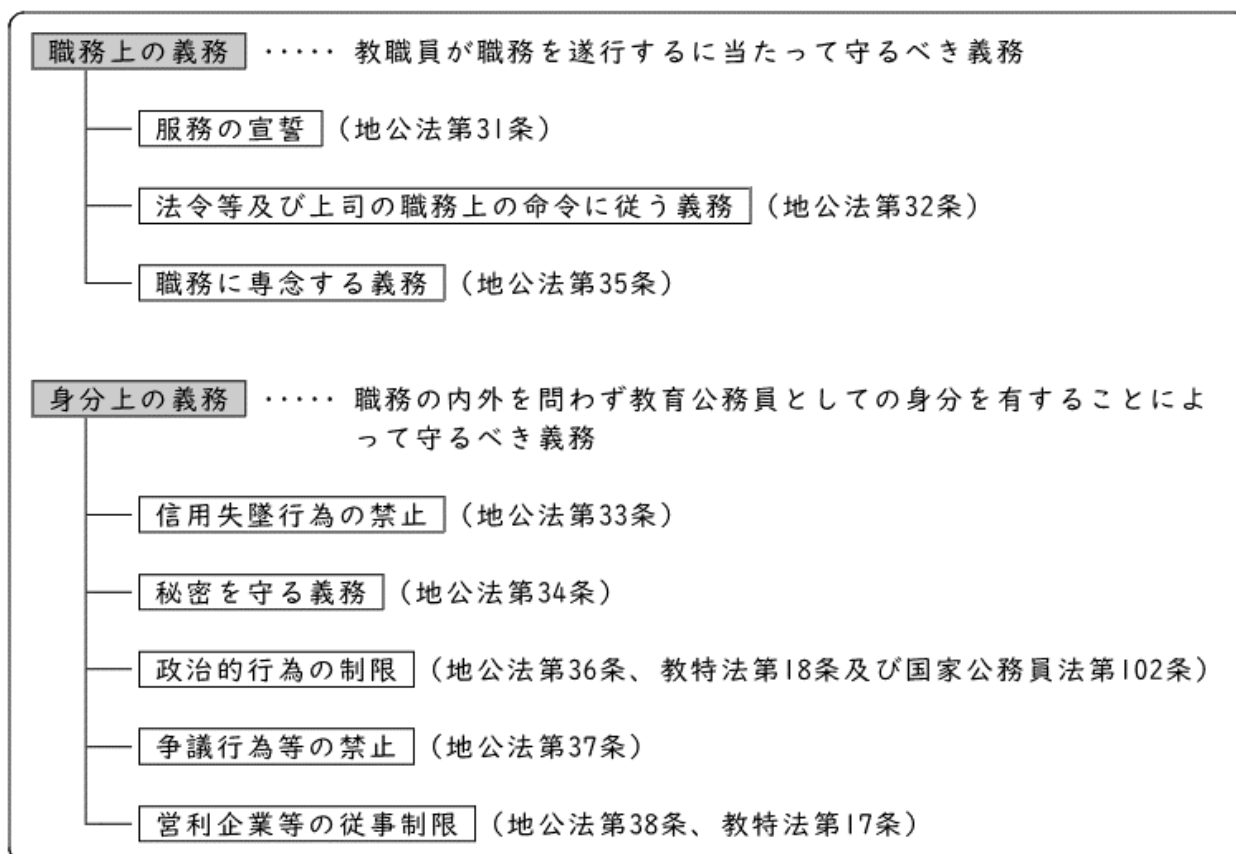 職務上の義務 ····· 教職員が職務を遂行するに当たって守るべき義務
服務の宣誓（地公法第31条）
法令等及び上司の職務上の命令に従う義務（地公法第32条）
職務に専念する義務（地公法第35条）
身分上の義務 ····· 職務の内外を問わず教育公務員としての身分を有することによ
って守るべき義務
信用失墜行為の禁止（地公法第33条）
秘密を守る義務（地公法第34条）
政治的行為の制限（地公法第36条、教特法第18条及び国家公務員法第102条）
争議行為等の禁止（地公法第37条）
営利企業等の従事制限（地公法第38条、教特法第17条）